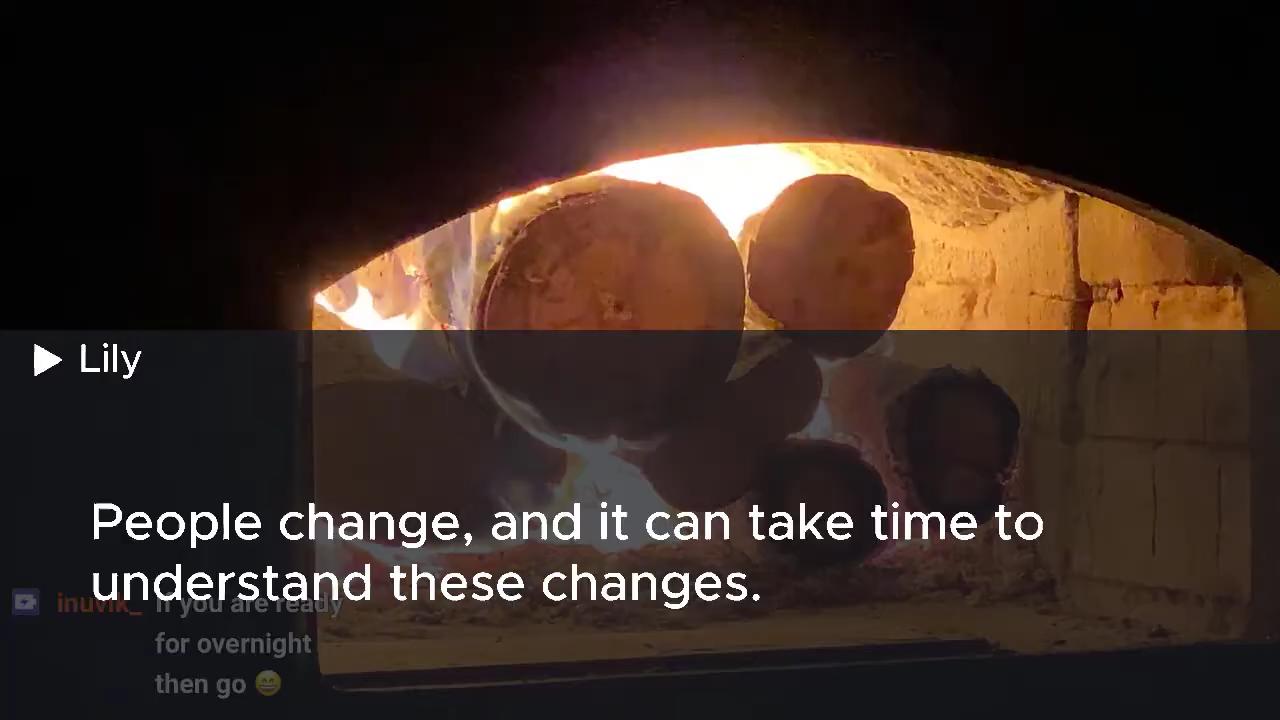 Lily
People change, and it can take time to
understand these changes.
inuvik_ If you are ready
for overnight
then go 😄